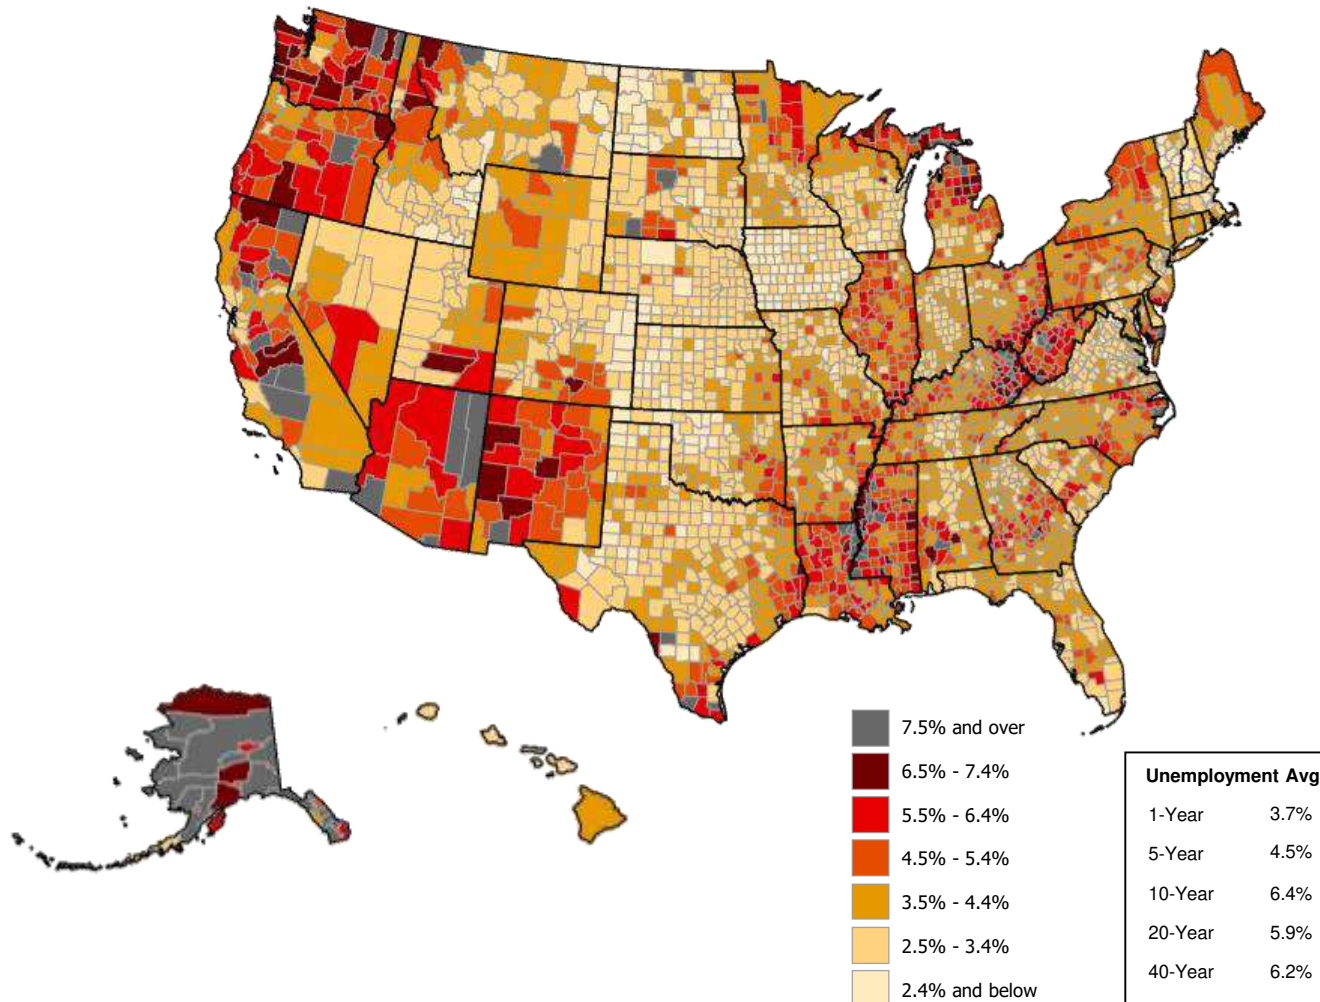 7.5% and over
6.5% - 7.4%
5.5% - 6.4%
4.5% - 5.4%
3.5% - 4.4%
2.5% - 3.4%
2.4% and below
Unemployment Avg
1-Year 3.7%
5-Year 4.5%
10-Year 6.4%
20-Year 5.9%
40-Year 6.2%